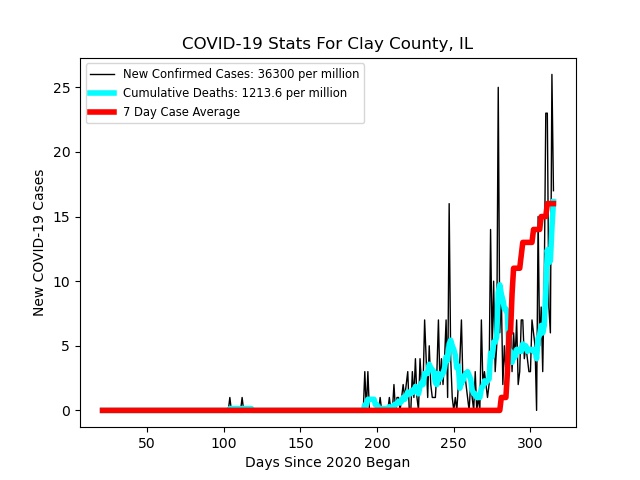 COVID-19 Stats For Clay County, IL
New Confirmed Cases: 36300 per million
Cumulative Deaths: 1213.6 per million
7 Day Case Average
New COVID-19 Cases
25
20
15
10
5
0
50 100 150 200 250 300
Days Since 2020 Began